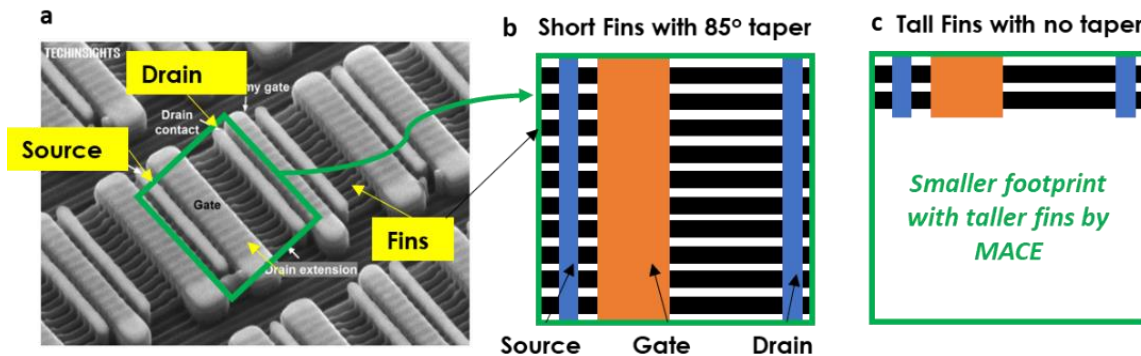 a
TECHINSIGHTS
Drain
my gate
Drain
contact
Source
Gate
Fins
Drain extension
b Short Fins with 85° taper
Source Gate Drain
c Tall Fins with no taper
Smaller footprint
with taller fins by
MACE